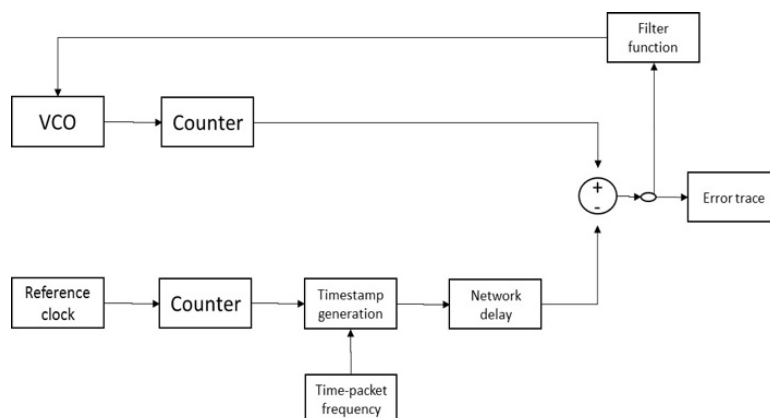 Filter
function
VCO
Counter
+
-
Error trace
Reference
clock
Counter
Timestamp
generation
Network
delay
Time-packet
frequency